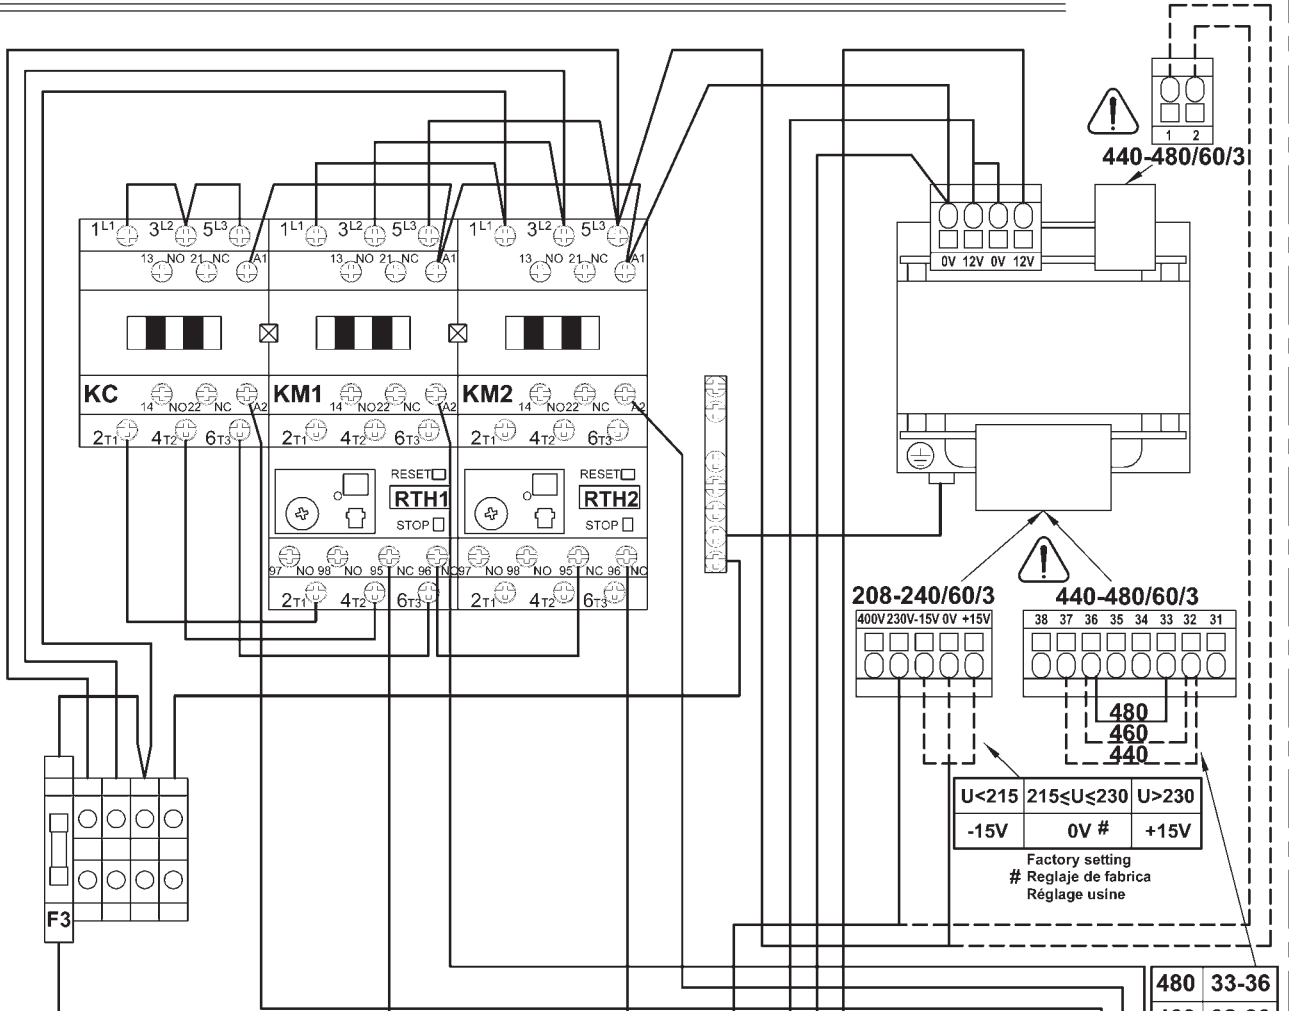 1 2
440-480/60/3
1L1 3L2 5L3 1L1 3L2 5L3 1L1 3L2 5L3
13 NO 21 NC A1 13 NO 21 NC A1 13 NO 21 NC A1
0V 12V 0V 12V
KC KM1 KM2
14 NO 22 NC A2 14 NO 22 NC A2 14 NO 22 NC A2
2T1 4T2 6T3 2T1 4T2 6T3 2T1 4T2 6T3
RESET RESET
RTH1 RTH2
STOP STOP
97 NO 98 NO 95 NC 96 NC 97 NO 98 NO 95 NC 96 NC
2T1 4T2 6T3 2T1 4T2 6T3
208-240/60/3 440-480/60/3
400V 230V -15V 0V +15V
38 37 36 35 34 33 32 31
480
460
440
U<215 215≤U≤230 U>230
-15V 0V # +15V
Factory setting
# Reglaje de fabrica
Réglage usine
F3
480 33-36